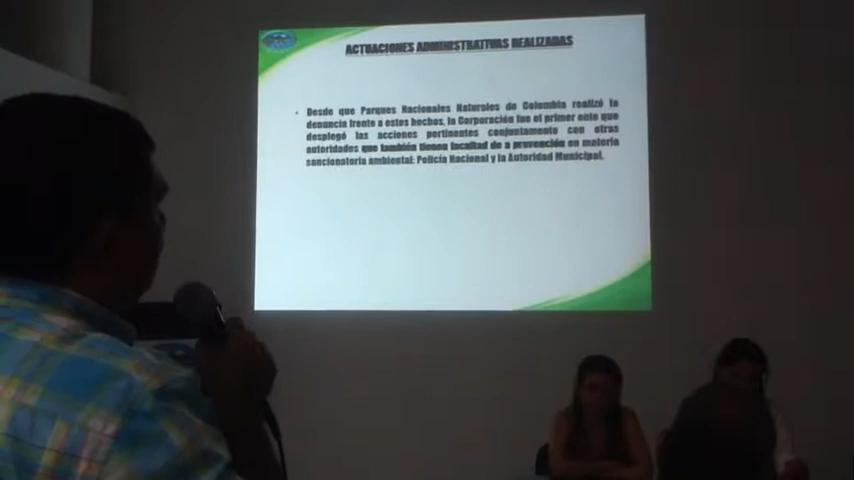 ACTUACIONES ADMINISTRATIVAS REALIZADAS
• Desde que Parques Nacionales Naturales de Colombia realizó la
denuncia frente a estos hechos, la Corporación fue el primer ente que
desplegó las acciones pertinentes conjuntamente con otras
autoridades que también tienen facultad de a prevención en materia
sancionatoria ambiental: Policía Nacional y la Autoridad Municipal.